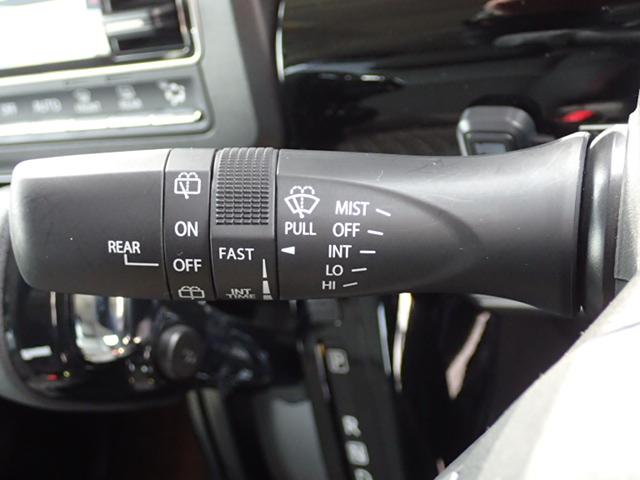 AUTO
MIST
PULL OFF
ON
REAR
FAST
INT
OFF
LO
HI
INT
TIME
P
R
N
D